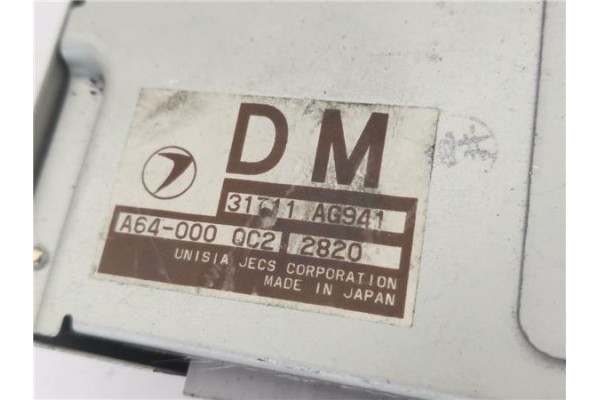 DM
31711 AG941
A64-000 QC2 2820
UNISIA JECS CORPORATION
MADE IN JAPAN